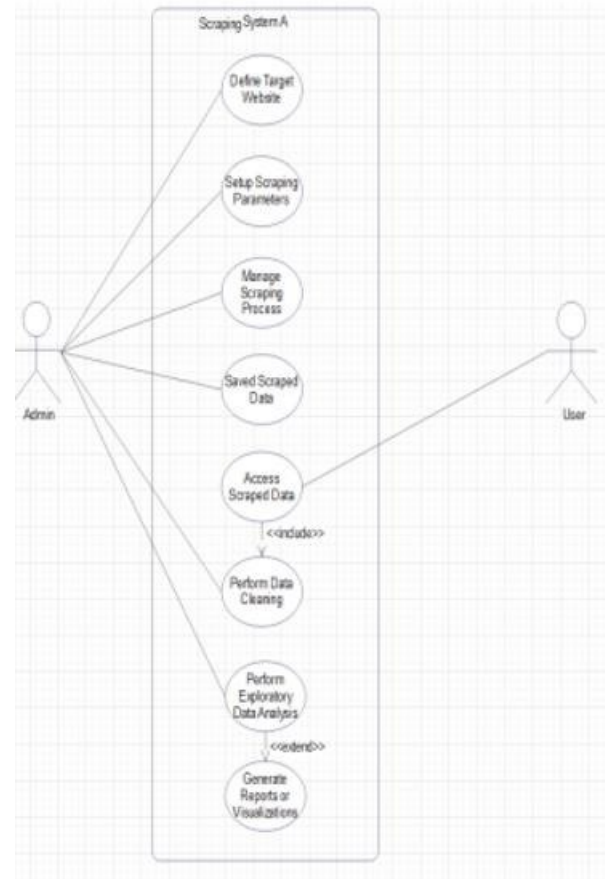 Scraping System A
Define Target
Website
Setup Scraping
Parameters
Manage
Scraping
Process
Admin
Saved Scraped
Data
User
Access
Scraped Data
<<include>>
Perform Data
Cleaning
Perform
Exploratory
Data Analysis
<<extend>>
Generate
Reports or
Visualizations